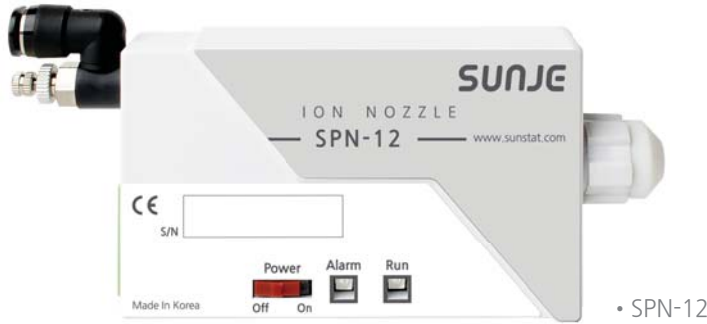 SUNJE
ION NOZZLE
SPN-12
www.sunstat.com
CE
S/N
Power
Alarm
Run
Off
On
Made In Korea
• SPN-12